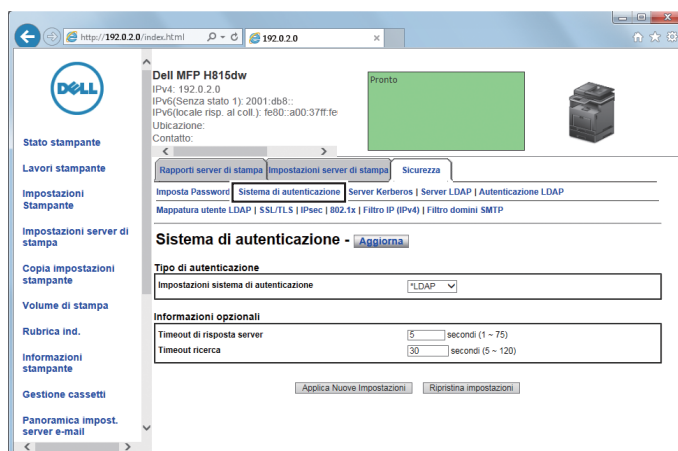 http://192.0.2.0/index.html
192.0.2.0
DELL
Dell MFP H815dw
IPv4: 192.0.2.0
IPv6(Senza stato 1): 2001:db8::
IPv6(locale risp. al coll.): fe80::a00:37ff:fe
Ubicazione:
Contatto:
Pronto
Stato stampante
Lavori stampante
Impostazioni
Stampante
Impostazioni server di
stampa
Copia impostazioni
stampante
Volume di stampa
Rubrica ind.
Informazioni
stampante
Gestione cassetti
Panoramica impost.
server e-mail
Rapporti server di stampa Impostazioni server di stampa Sicurezza
Imposta Password Sistema di autenticazione Server Kerberos | Server LDAP | Autenticazione LDAP
Mappatura utente LDAP | SSL/TLS | IPsec | 802.1x | Filtro IP (IPv4) | Filtro domini SMTP
Sistema di autenticazione - Aggiorna
Tipo di autenticazione
Impostazioni sistema di autenticazione *LDAP
Informazioni opzionali
Timeout di risposta server 5 secondi (1 ~ 75)
Timeout ricerca 30 secondi (5 ~ 120)
Applica Nuove Impostazioni Ripristina impostazioni